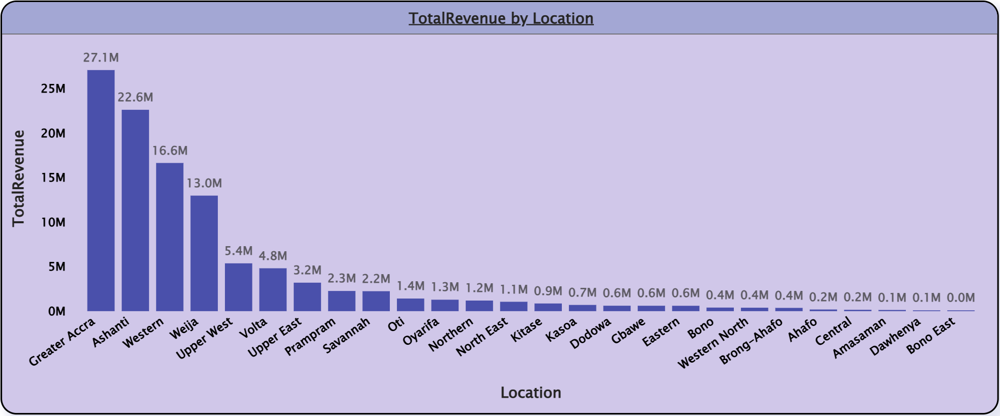 TotalRevenue by Location
27.1M
22.6M
16.6M
13.0M
5.4M
4.8M
3.2M
2.3M
2.2M
1.4M
1.3M
1.2M
1.1M
0.9M
0.7M
0.6M
0.6M
0.6M
0.4M
0.4M
0.4M
0.2M
0.2M
0.1M
0.1M
0.0M
25M
20M
15M
10M
5M
0M
TotalRevenue
Greater Accra
Ashanti
Western
Weija
Upper West
Volta
Upper East
Prampram
Savannah
Oti
Oyarifa
Northern
North East
Kitase
Kasoa
Dodowa
Gbawe
Eastern
Bono
Western North
Brong-Ahafo
Ahafo
Central
Amasaman
Dawhenya
Bono East
Location